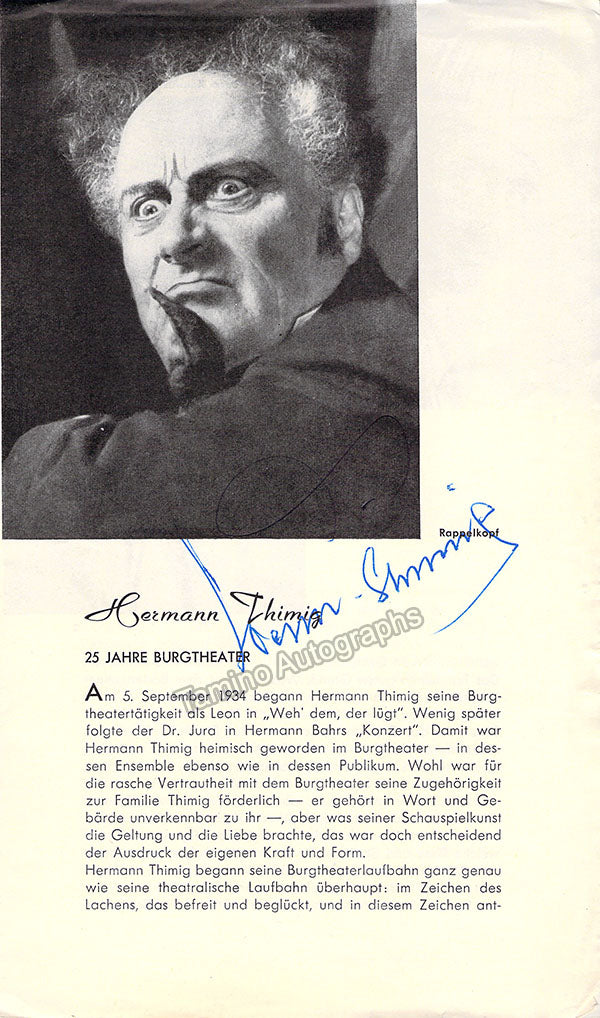 Rappelkopf
Hermann Thimig
25 JAHRE BURGTHEATER
Tamino Autographs
Am 5. September 1934 begann Hermann Thimig seine Burg-
theatertätigkeit als Leon in „Weh' dem, der lügt". Wenig später
folgte der Dr. Jura in Hermann Bahrs „Konzert". Damit war
Hermann Thimig heimisch geworden im Burgtheater — in des-
sen Ensemble ebenso wie in dessen Publikum. Wohl war für
die rasche Vertrautheit mit dem Burgtheater seine Zugehörigkeit
zur Familie Thimig förderlich — er gehört in Wort und Ge-
bärde unverkennbar zu ihr —, aber was seiner Schauspielkunst
die Geltung und die Liebe brachte, das war doch entscheidend
der Ausdruck der eigenen Kraft und Form.
Hermann Thimig begann seine Burgtheaterlaufbahn ganz genau
wie seine theatralische Laufbahn überhaupt: im Zeichen des
Lachens, das befreit und beglückt, und in diesem Zeichen ant-